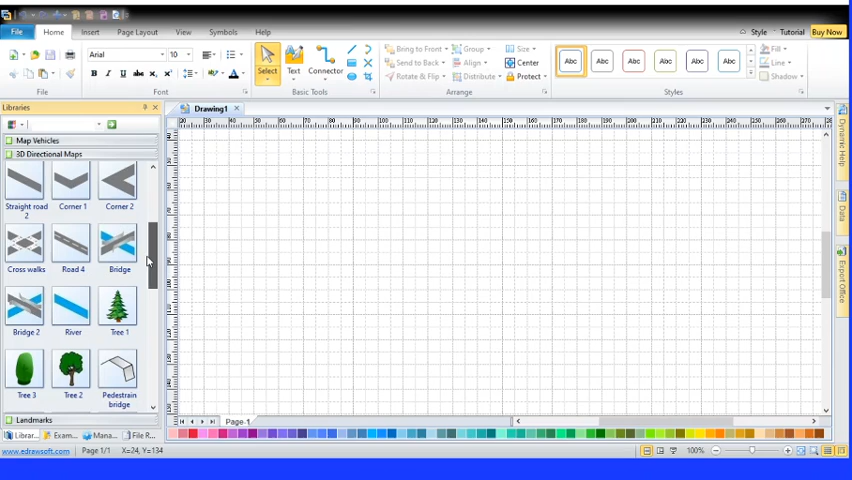 File Home Insert Page Layout View Symbols Help Style Tutorial Buy Now
Arial 10 Select Text Connector Bring to Front Group Size
Send to Back Align Center Abc Abc Abc Abc Abc Abc Fill
B I U abc X₂ X² A Rotate & Flip Distribute Protect Line
Shadow
File Font Basic Tools Arrange Styles
Libraries Drawing1
Map Vehicles
3D Directional Maps
Straight road 2 Corner 1 Corner 2
Cross walks Road 4 Bridge
Bridge 2 River Tree 1
Tree 3 Tree 2 Pedestrain bridge
Landmarks
Page-1
Librar... Exam... Mana... File R...
www.edrawsoft.com Page 1/1 X=24, Y=134 100%
Dynamic Help
Data
Export Office